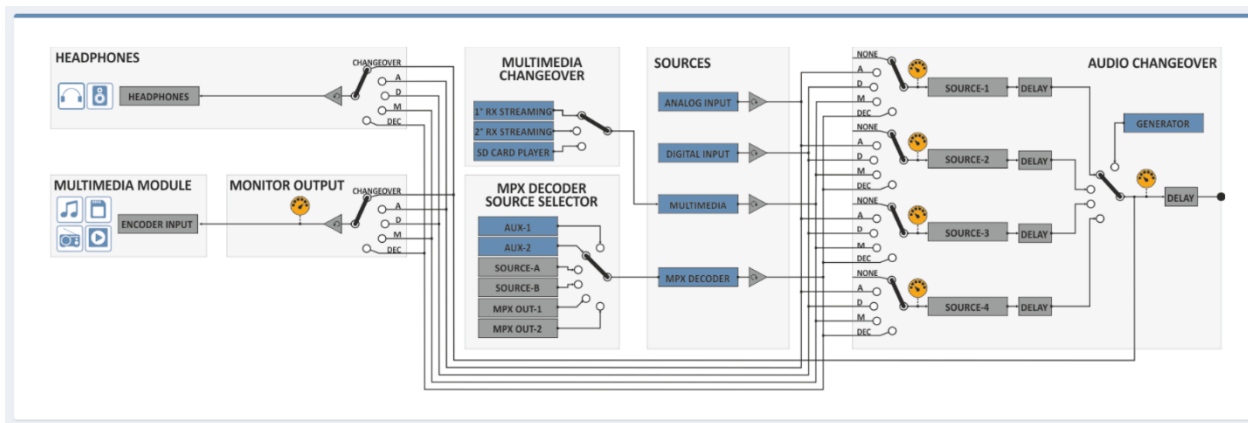 HEADPHONES
CHANGEOVER
A
D
M
DEC
HEADPHONES
MULTIMEDIA MODULE
ENCODER INPUT
MONITOR OUTPUT
CHANGEOVER
A
D
M
DEC
MULTIMEDIA
CHANGEOVER
1° RX STREAMING
2° RX STREAMING
SD CARD PLAYER
MPX DECODER
SOURCE SELECTOR
AUX-1
AUX-2
SOURCE-A
SOURCE-B
MPX OUT-1
MPX OUT-2
SOURCES
ANALOG INPUT
DIGITAL INPUT
MULTIMEDIA
MPX DECODER
AUDIO CHANGEOVER
NONE
A
D
M
DEC
SOURCE-1
DELAY
NONE
A
D
M
DEC
SOURCE-2
DELAY
NONE
A
D
M
DEC
SOURCE-3
DELAY
NONE
A
D
M
DEC
SOURCE-4
DELAY
GENERATOR
DELAY